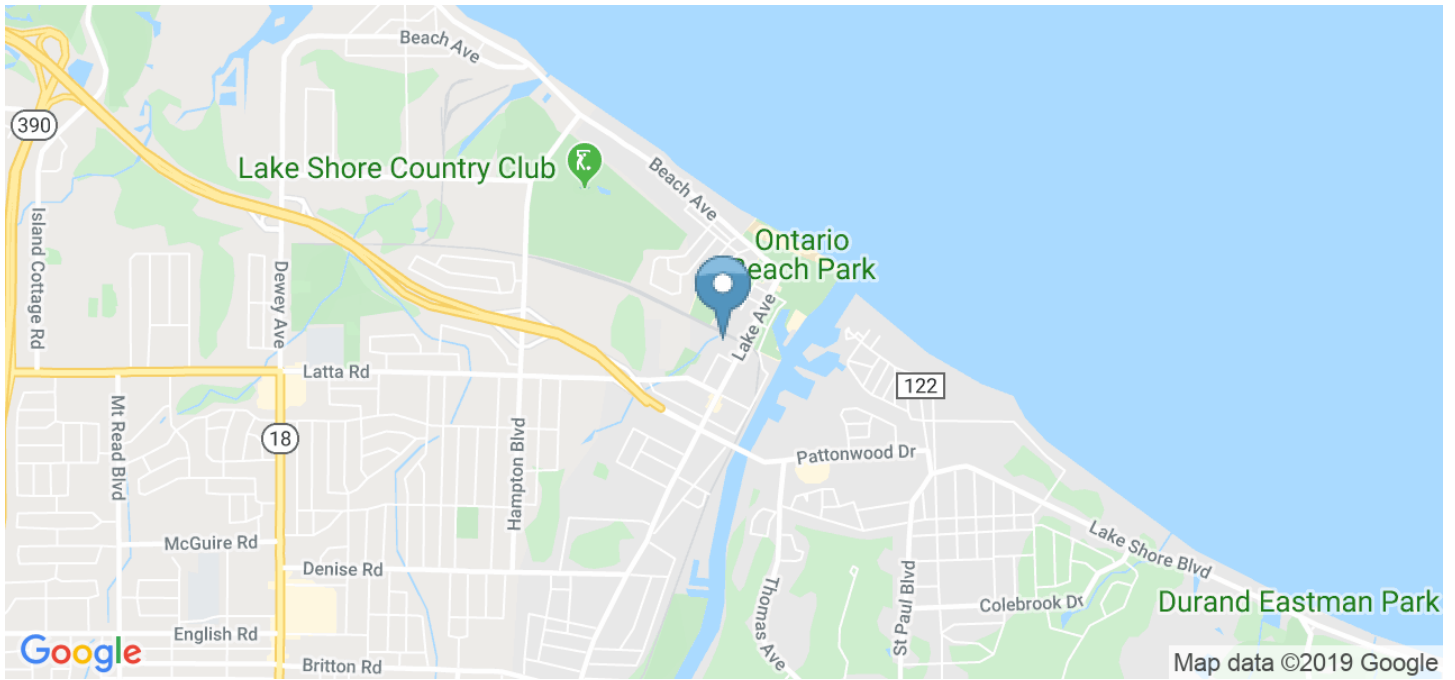 Beach Ave
390
Lake Shore Country Club
Beach Ave
Island Cottage Rd
Ontario
Beach Park
Dewey Ave
Lake Ave
Latta Rd
122
Mt Read Blvd
18
Hampton Blvd
Pattonwood Dr
McGuire Rd
Lake Shore Blvd
Denise Rd
Thomas Ave
St Paul Blvd
Colebrook Dr
Durand Eastman Park
English Rd
Google
Britton Rd
Map data ©2019 Google